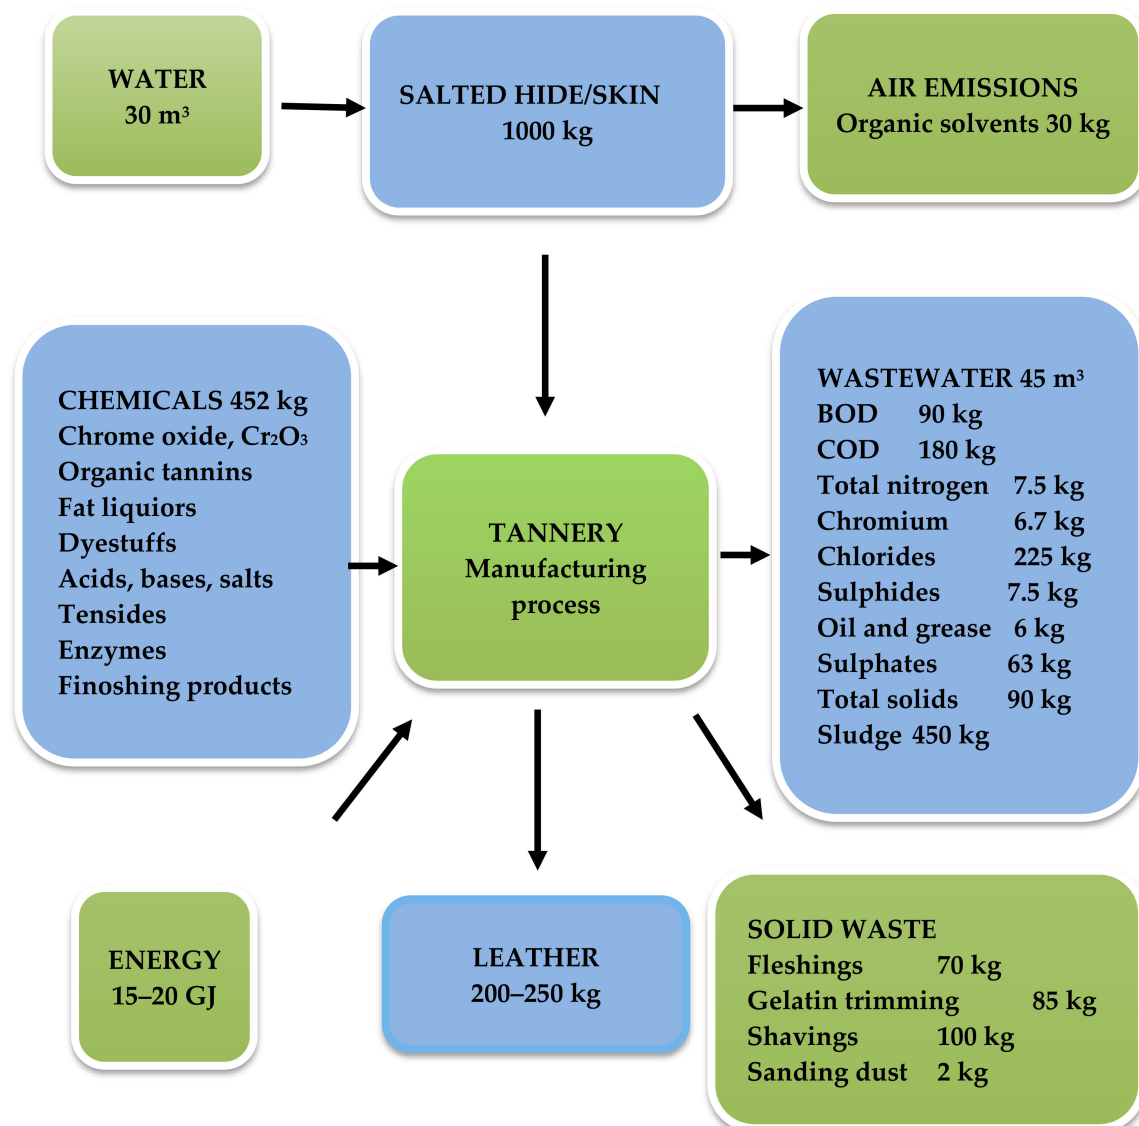 WATER
30 m³
SALTED HIDE/SKIN
1000 kg
AIR EMISSIONS
Organic solvents 30 kg
CHEMICALS 452 kg
Chrome oxide, Cr₂O₃
Organic tannins
Fat liquiors
Dyestuffs
Acids, bases, salts
Tensides
Enzymes
Finoshing products
TANNERY
Manufacturing
process
WASTEWATER 45 m³
BOD 90 kg
COD 180 kg
Total nitrogen 7.5 kg
Chromium 6.7 kg
Chlorides 225 kg
Sulphides 7.5 kg
Oil and grease 6 kg
Sulphates 63 kg
Total solids 90 kg
Sludge 450 kg
ENERGY
15–20 GJ
LEATHER
200–250 kg
SOLID WASTE
Fleshings 70 kg
Gelatin trimming 85 kg
Shavings 100 kg
Sanding dust 2 kg